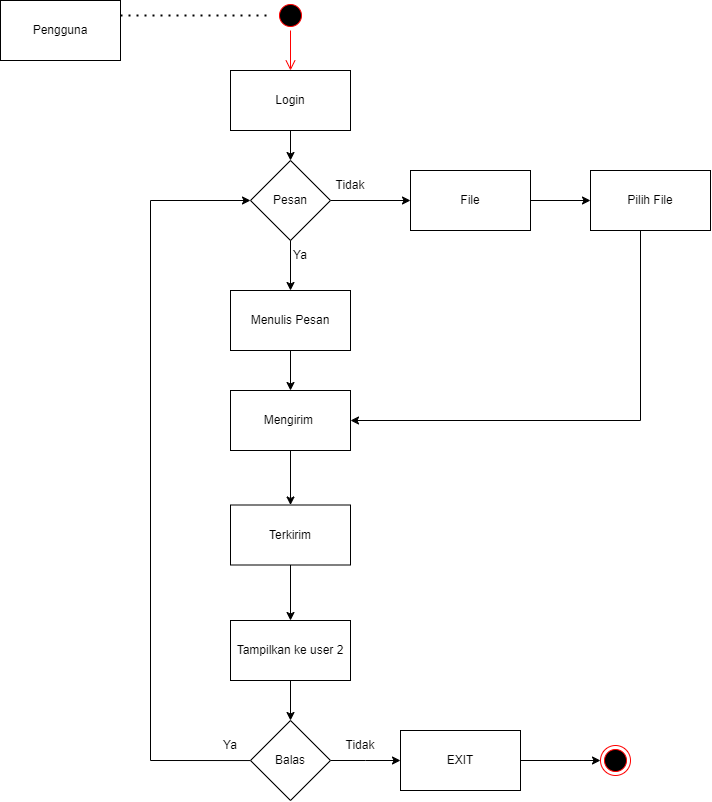 Pengguna
Login
Pesan
Tidak
File
Pilih File
Ya
Menulis Pesan
Mengirim
Terkirim
Tampilkan ke user 2
Ya
Balas
Tidak
EXIT